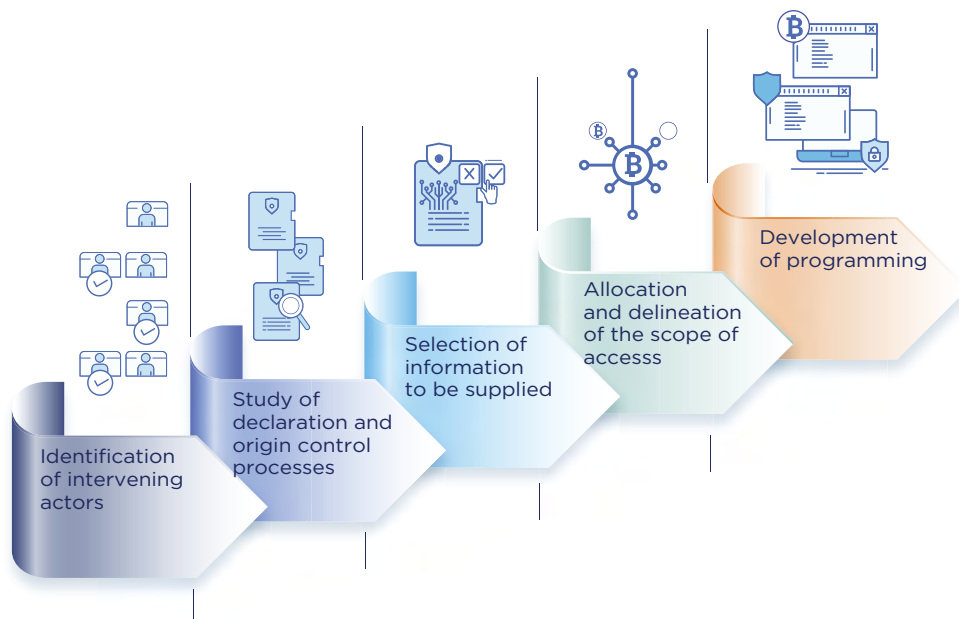 Identification
of intervening
actors
Study of
declaration and
origin control
processes
Selection of
information
to be supplied
Allocation
and delineation
of the scope of
accesss
Development
of programming